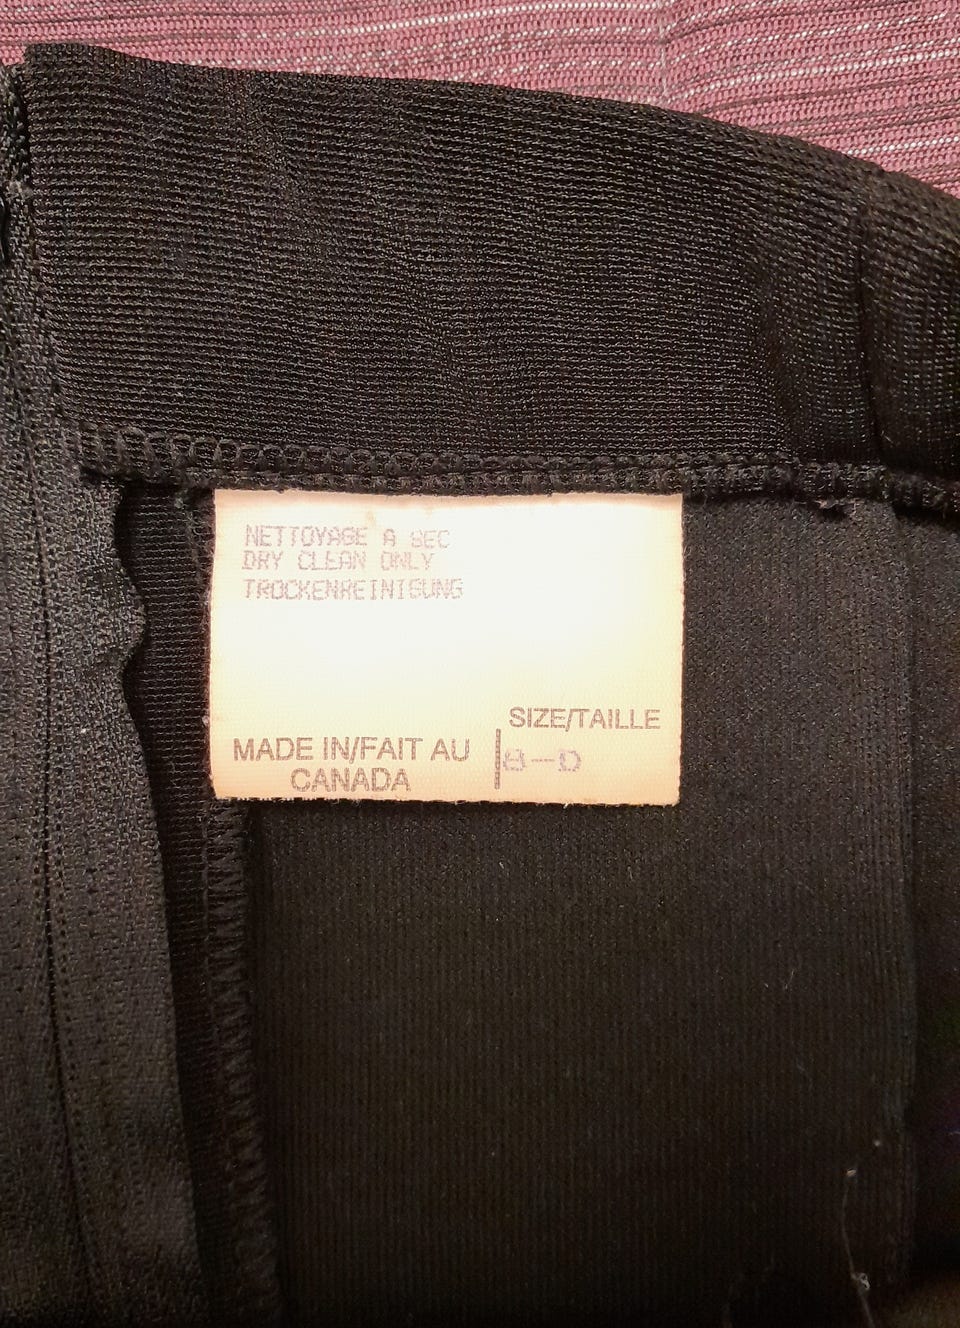 NETTOYAGE A SEC
DRY CLEAN ONLY
TROCKENREINIGUNG
SIZE/TAILLE
MADE IN/FAIT AU
CANADA
8-D